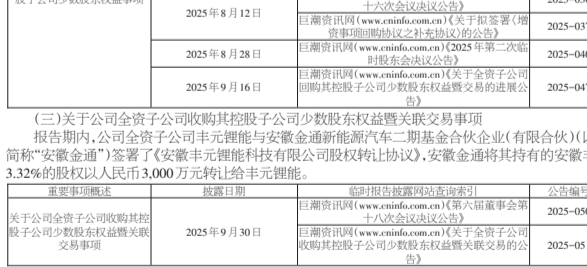 股子公司少数股东权益事项
2025年8月12日
十六次会议决议公告》
2025-03
巨潮资讯网(www.cninfo.com.cn)《关于拟签署〈增
资事项回购协议之补充协议〉的公告》
2025-037
2025年8月28日
巨潮资讯网(www.cninfo.com.cn)《2025年第二次临
时股东会决议公告》
2025-040
2025年9月16日
巨潮资讯网(www.cninfo.com.cn)《关于全资子公司
回购其控股子公司少数股东权益暨交易的进展公
告》
2025-047
(三)关于公司全资子公司收购其控股子公司少数股东权益暨关联交易事项
报告期内,公司全资子公司丰元锂能与安徽金通新能源汽车二期基金合伙企业(有限合伙)(以
简称“安徽金通”)签署了《安徽丰元锂能科技有限公司股权转让协议》,安徽金通将其持有的安徽
3.32%的股权以人民币3,000万元转让给丰元锂能。
重要事项概述 披露日期 临时报告披露网站查询索引 公告编号
关于公司全资子公司收购其控
股子公司少数股东权益暨关联
交易事项
2025年9月30日
巨潮资讯网(www.cninfo.com.cn)《第六届董事会第
十八次会议决议公告》
2025-050
巨潮资讯网(www.cninfo.com.cn)《关于全资子公司
收购其控股子公司少数股东权益暨关联交易的公
告》
2025-05